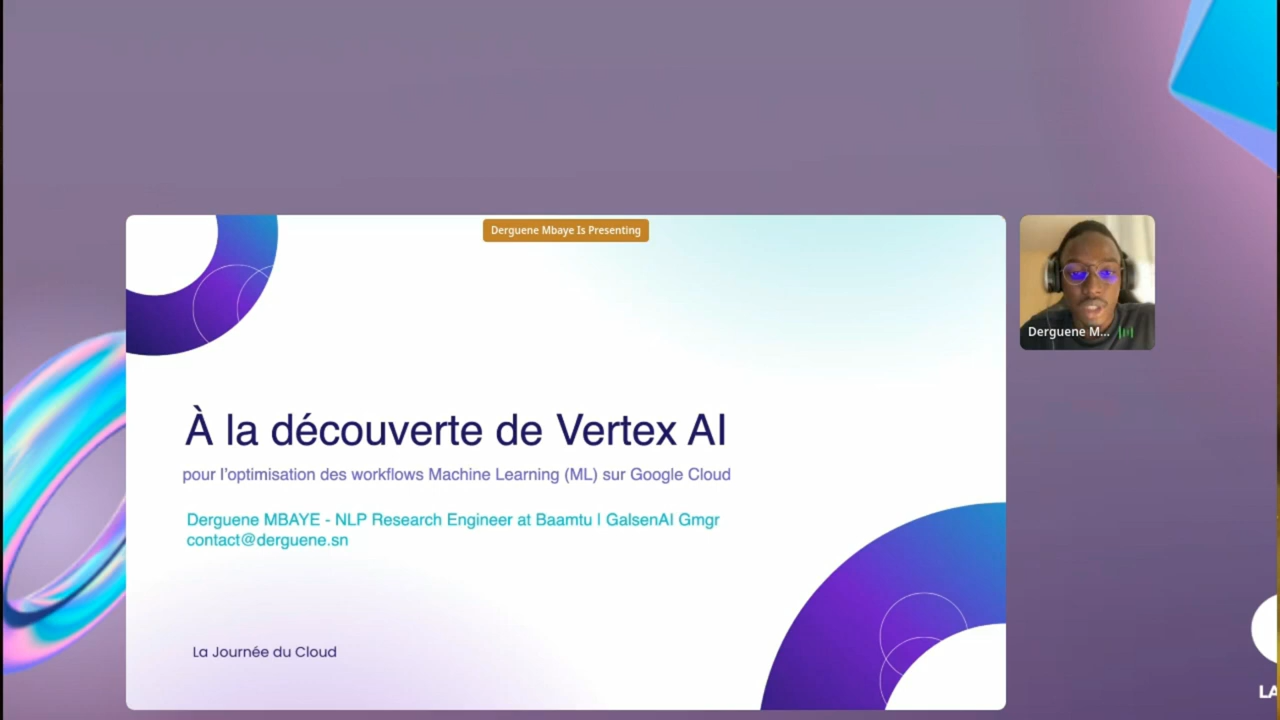 Derguene Mbaye Is Presenting
Derguene M...
À la découverte de Vertex AI
pour l'optimisation des workflows Machine Learning (ML) sur Google Cloud
Derguene MBAYE - NLP Research Engineer at Baamtu | GalsenAI Gmgr
contact@derguene.sn
La Journée du Cloud
LA